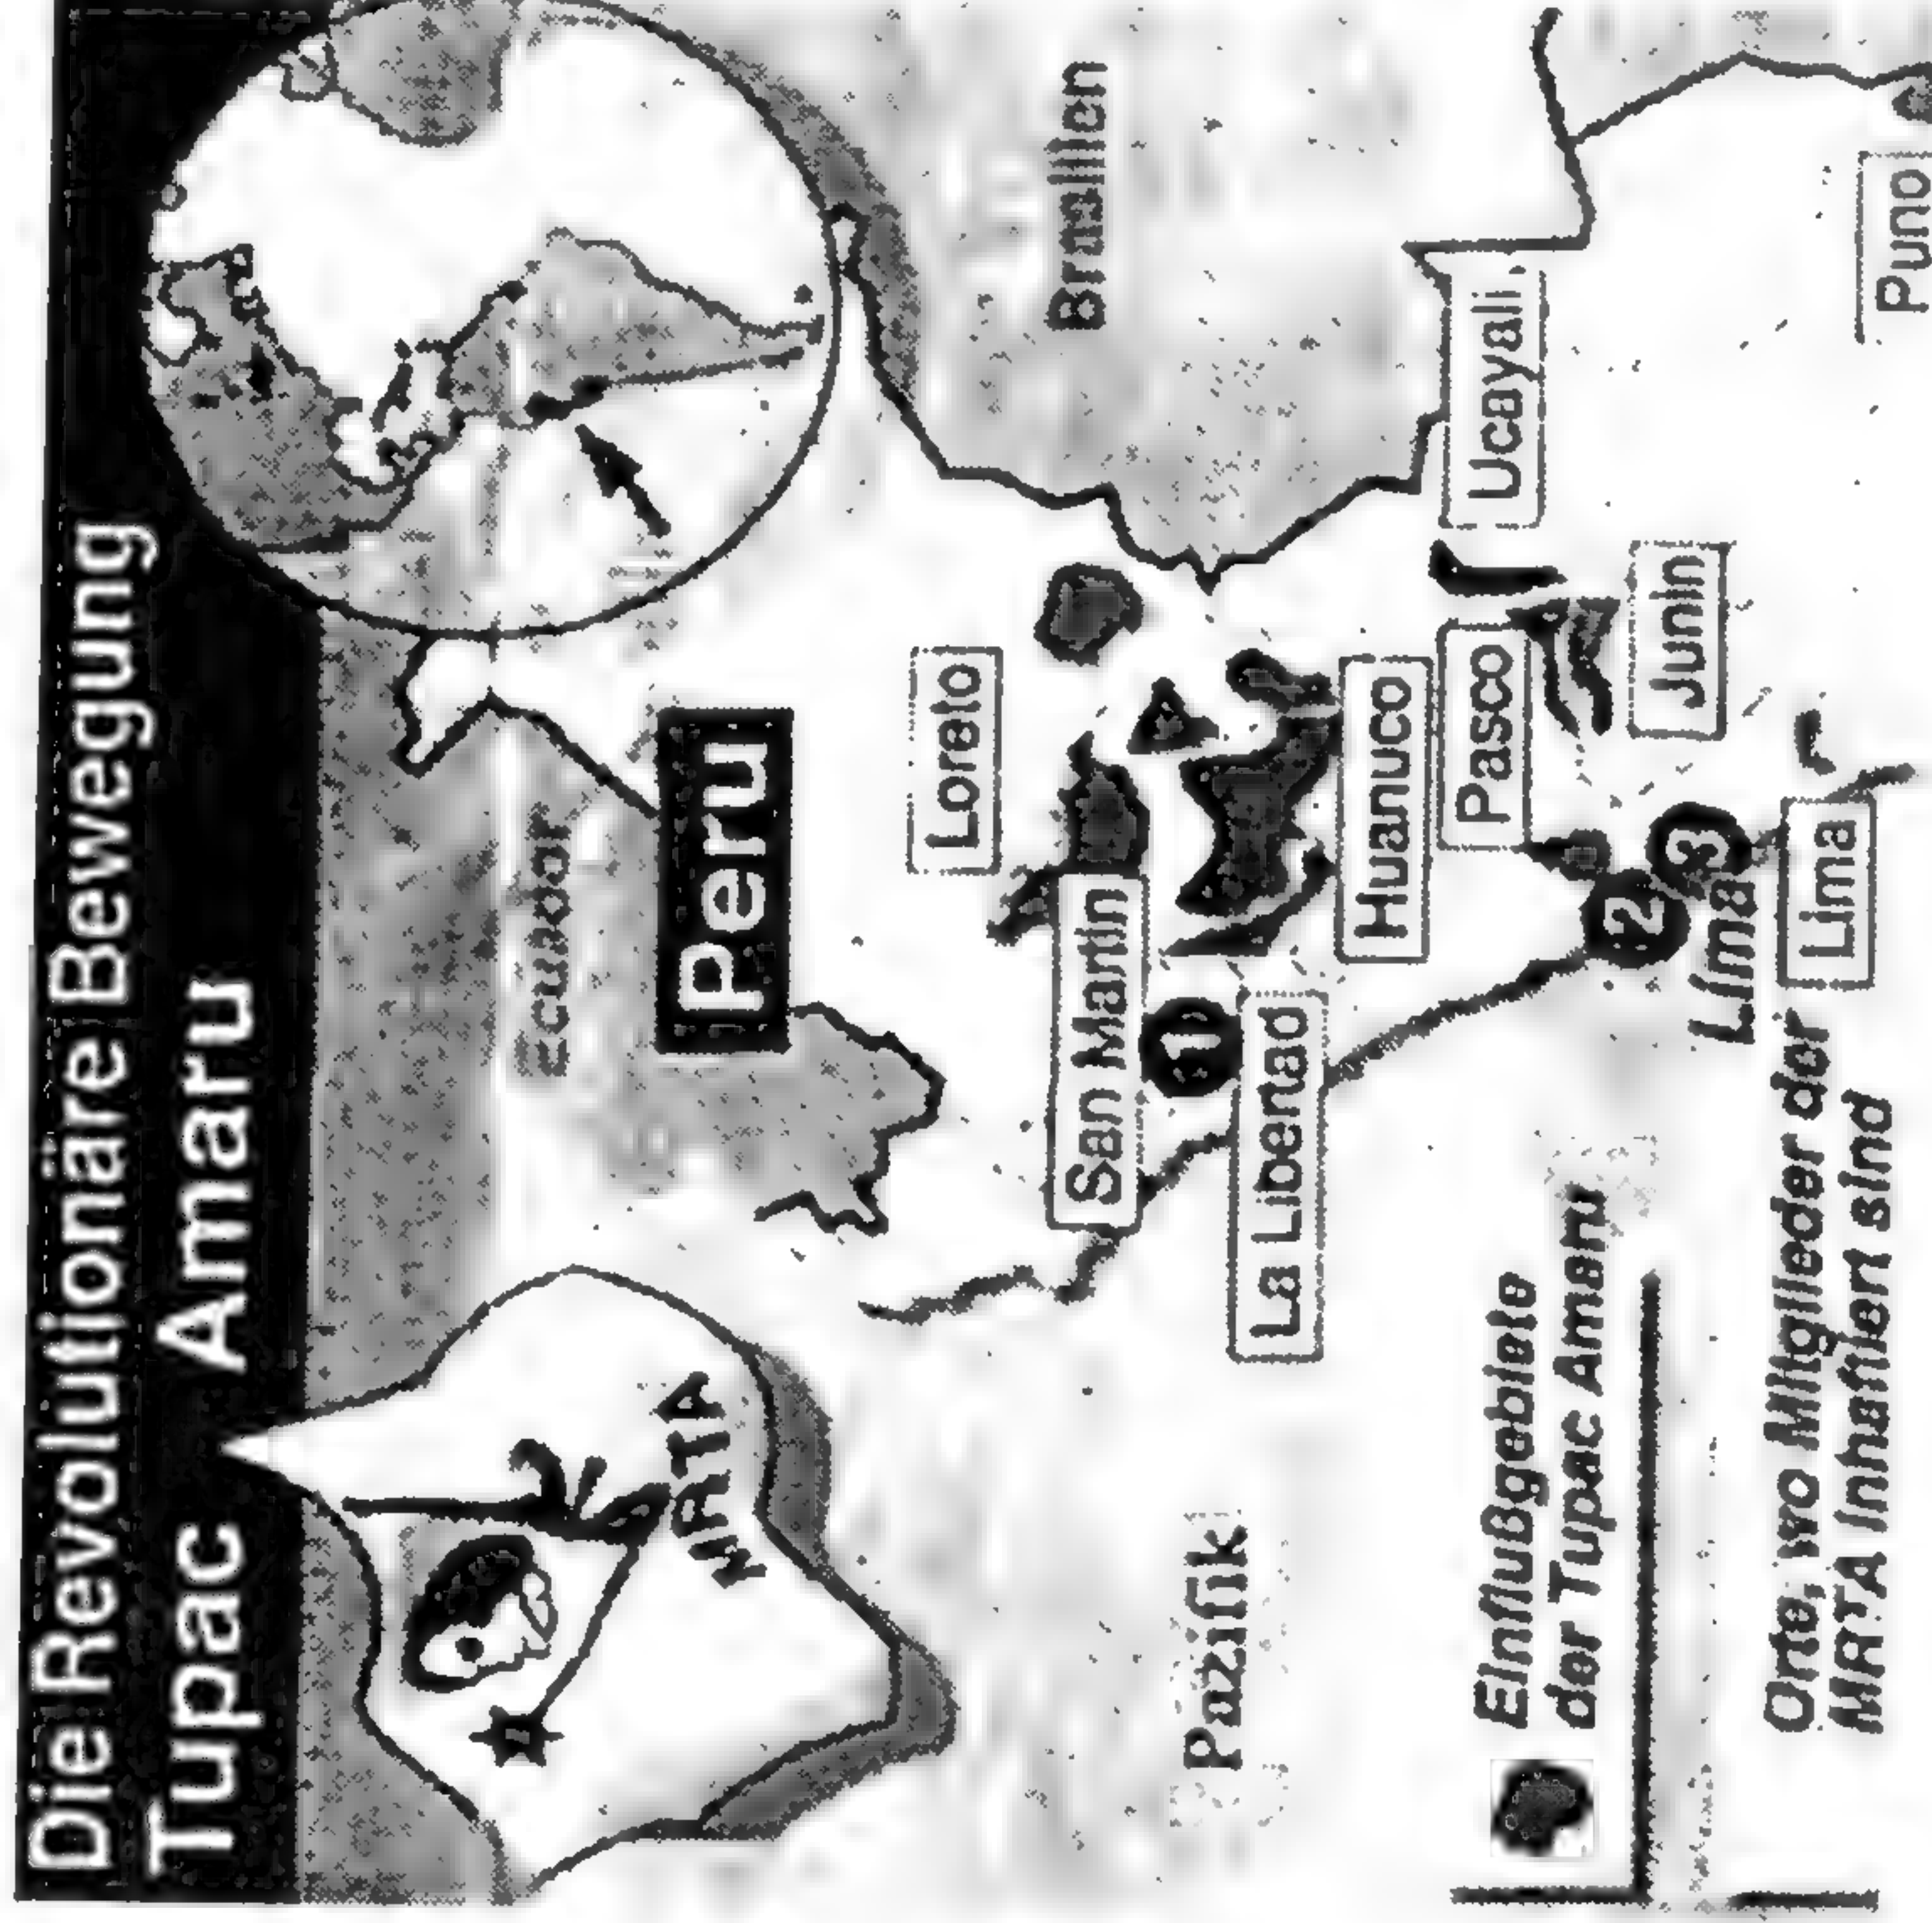 Die Revolutionäre Bewegung
Tupac Amaru
MRTA
Ecuador
Peru
Brasilien
Loreto
San Martin
1
La Libertad
Huanuco
Pasco
Ucayali
Junin
2
3
Lima
Lima
Puno
Pazifik
Einflußgebiete
der Tupac Amaru
Orte, wo Mitglieder der
MRTA inhaftiert sind